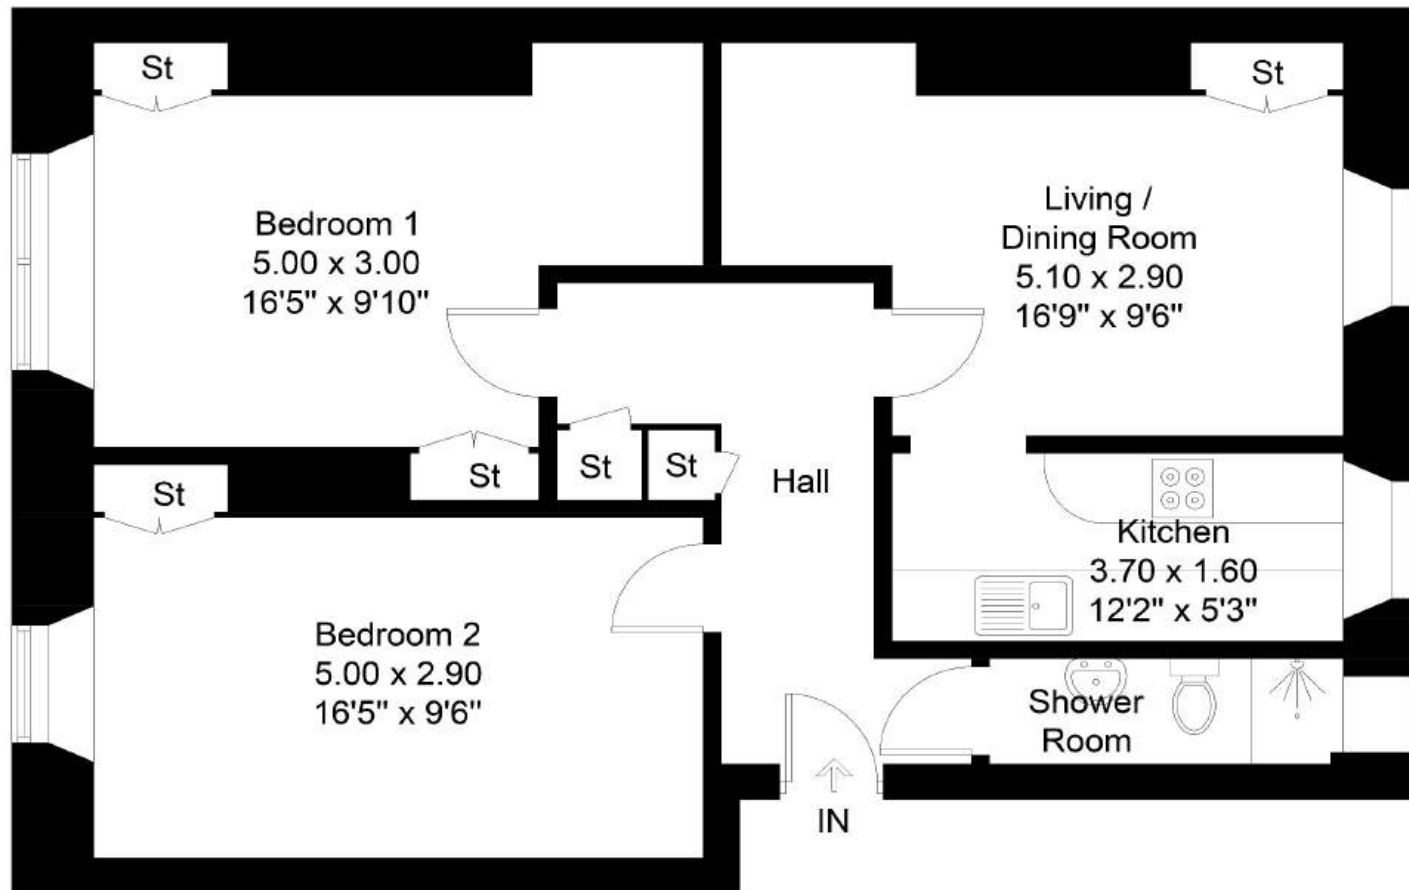 St
St
Bedroom 1
5.00 x 3.00
16'5" x 9'10"
Living /
Dining Room
5.10 x 2.90
16'9" x 9'6"
St
St
St
St
Hall
Kitchen
3.70 x 1.60
12'2" x 5'3"
Bedroom 2
5.00 x 2.90
16'5" x 9'6"
Shower
Room
IN